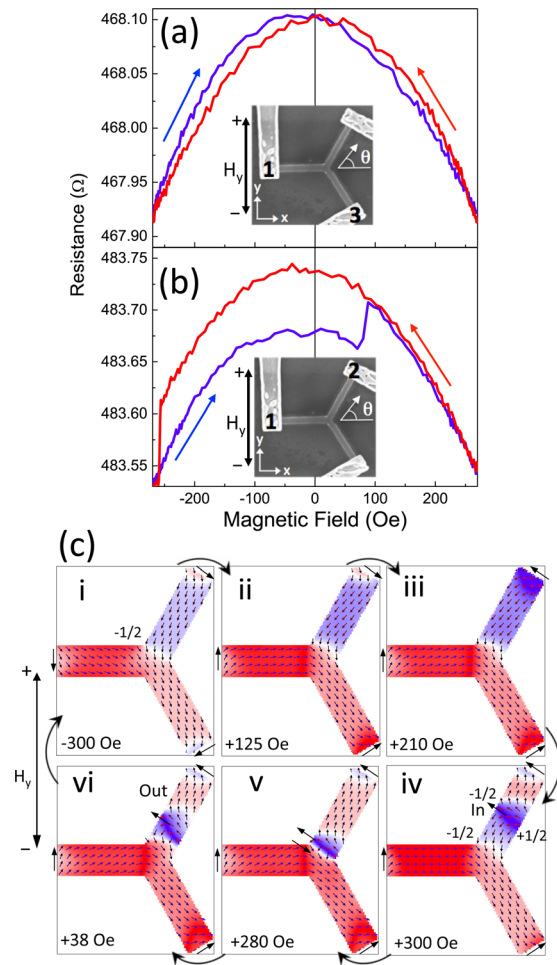 468.10
468.05
468.00
467.95
467.90
(a)
+
H_y
−
1
3
θ
y
x
Resistance (Ω)
483.75
483.70
483.65
483.60
483.55
(b)
+
H_y
−
1
2
θ
y
x
-200
-100
0
100
200
Magnetic Field (Oe)
(c)
i
-1/2
-300 Oe
ii
+125 Oe
iii
+210 Oe
+
H_y
−
vi
Out
+38 Oe
v
+280 Oe
iv
-1/2
In
-1/2
+1/2
+300 Oe